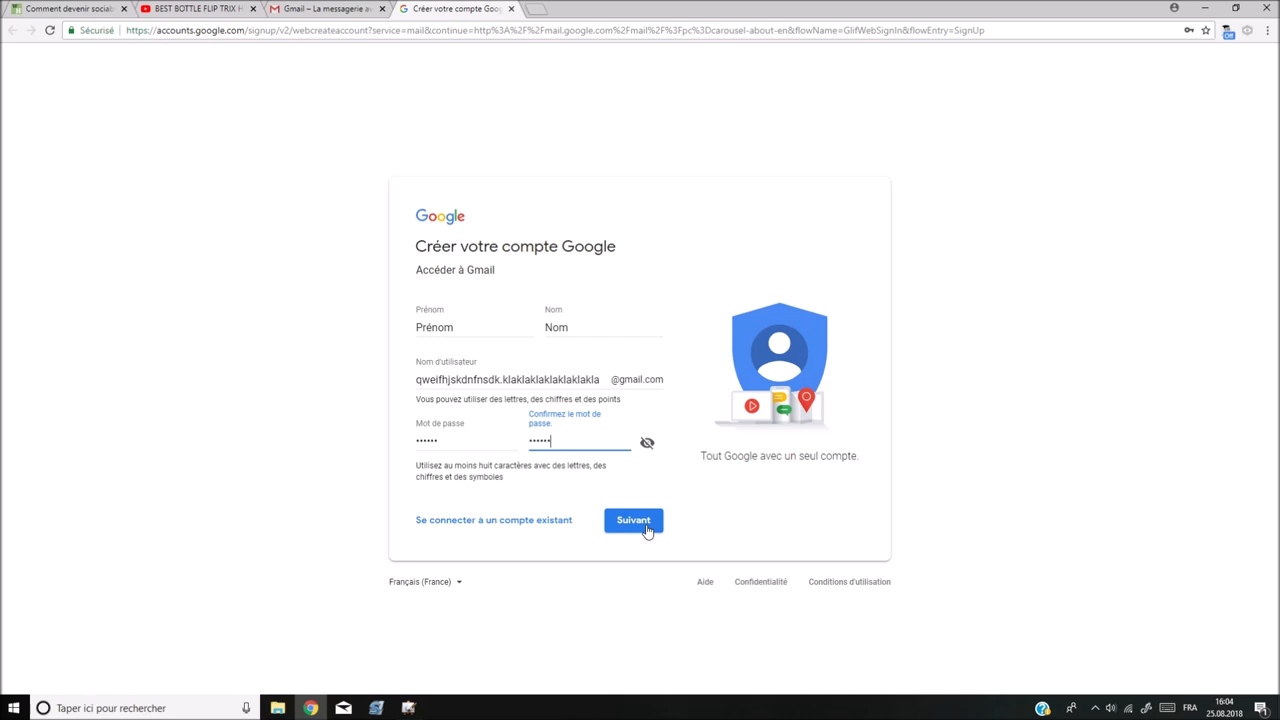 Comment devenir social
BEST BOTTLE FLIP TRIX H
Gmail – La messagerie av
Créer votre compte Goog
Sécurisé
https://accounts.google.com/signup/v2/webcreateaccount?service=mail&continue=http%3A%2F%2Fmail.google.com%2Fmail%2F%3Fpc%3Dcarousel-about-en&flowName=GlifWebSignIn&flowEntry=SignUp
Off
Google
Créer votre compte Google
Accéder à Gmail
Prénom
Nom
Prénom
Nom
Nom d'utilisateur
qweifhjskdnfnsdk.klaklaklaklaklaklakla @gmail.com
Vous pouvez utiliser des lettres, des chiffres et des points
Mot de passe
Confirmez le mot de
passe.
••••••
••••••
Utilisez au moins huit caractères avec des lettres, des
chiffres et des symboles
Tout Google avec un seul compte.
Se connecter à un compte existant
Suivant
Français (France)
Aide
Confidentialité
Conditions d'utilisation
Taper ici pour rechercher
FRA
16:04
25.08.2018